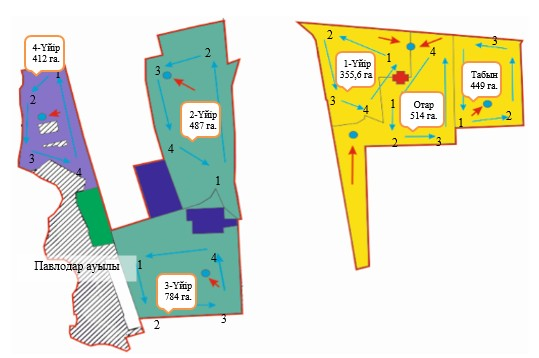 4-Үйір
412 га
1
2
3
4
2
3
2-Үйір
487 га.
4
1
Павлодар ауылы
1
4
3-Үйір
784 га.
2
3
2
1-Үйір
355,6 га
1
4
3
4
3
Табын
449 га.
Отар
514 га.
1
1
2
2
3